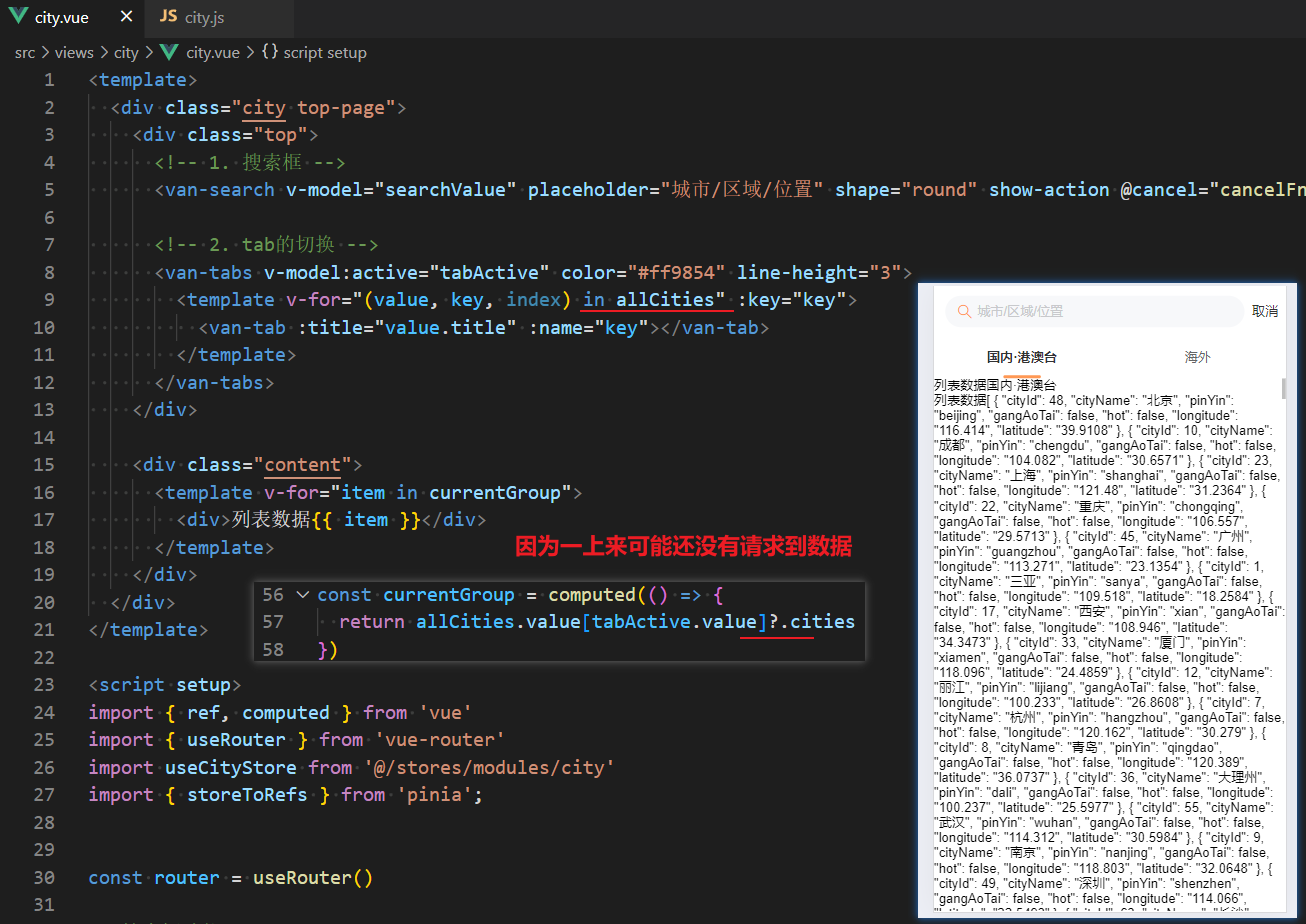 city.vue
JS city.js
src > views > city > city.vue > {} script setup
1 <template>
2 <div class="city top-page">
3 <div class="top">
4 <!-- 1. 搜索框 -->
5 <van-search v-model="searchValue" placeholder="城市/区域/位置" shape="round" show-action @cancel="cancelFn
6
7 <!-- 2. tab的切换 -->
8 <van-tabs v-model:active="tabActive" color="#ff9854" line-height="3">
9 <template v-for="(value, key, index) in allCities" :key="key">
10 <van-tab :title="value.title" :name="key"></van-tab>
11 </template>
12 </van-tabs>
13 </div>
14
15 <div class="content">
16 <template v-for="item in currentGroup">
17 <div>列表数据{{ item }}</div>
18 </template>
19 </div>
20 </div>
21 </template>
22
23 <script setup>
24 import { ref, computed } from 'vue'
25 import { useRouter } from 'vue-router'
26 import useCityStore from '@/stores/modules/city'
27 import { storeToRefs } from 'pinia';
28
29
30 const router = useRouter()
31
因为一上来可能还没有请求到数据
56 const currentGroup = computed(() => {
57 return allCities.value[tabActive.value]?.cities
58 })
城市/区域/位置 取消
国内·港澳台 海外
列表数据国内·港澳台
列表数据[ { "cityId": 48, "cityName": "北京", "pinYin":
"beijing", "gangAoTai": false, "hot": false, "longitude":
"116.414", "latitude": "39.9108" }, { "cityId": 10, "cityName":
"成都", "pinYin": "chengdu", "gangAoTai": false, "hot": false,
"longitude": "104.082", "latitude": "30.6571" }, { "cityId": 23,
"cityName": "上海", "pinYin": "shanghai", "gangAoTai": false,
"hot": false, "longitude": "121.48", "latitude": "31.2364" }, {
"cityId": 22, "cityName": "重庆", "pinYin": "chongqing",
"gangAoTai": false, "hot": false, "longitude": "106.557",
"latitude": "29.5713" }, { "cityId": 45, "cityName": "广州",
"pinYin": "guangzhou", "gangAoTai": false, "hot": false,
"longitude": "113.271", "latitude": "23.1354" }, { "cityId": 1,
"cityName": "三亚", "pinYin": "sanya", "gangAoTai": false,
"hot": false, "longitude": "109.518", "latitude": "18.2584" }, {
"cityId": 17, "cityName": "西安", "pinYin": "xian", "gangAoTai":
false, "hot": false, "longitude": "108.946", "latitude":
"34.3473" }, { "cityId": 33, "cityName": "厦门", "pinYin":
"xiamen", "gangAoTai": false, "hot": false, "longitude":
"118.096", "latitude": "24.4859" }, { "cityId": 12, "cityName":
"丽江", "pinYin": "lijiang", "gangAoTai": false, "hot": false,
"longitude": "100.233", "latitude": "26.8608" }, { "cityId": 7,
"cityName": "杭州", "pinYin": "hangzhou", "gangAoTai": false,
"hot": false, "longitude": "120.162", "latitude": "30.279" }, {
"cityId": 8, "cityName": "青岛", "pinYin": "qingdao",
"gangAoTai": false, "hot": false, "longitude": "120.389",
"latitude": "36.0737" }, { "cityId": 36, "cityName": "大理州",
"pinYin": "dali", "gangAoTai": false, "hot": false, "longitude":
"100.237", "latitude": "25.5977" }, { "cityId": 55, "cityName":
"武汉", "pinYin": "wuhan", "gangAoTai": false, "hot": false,
"longitude": "114.312", "latitude": "30.5984" }, { "cityId": 9,
"cityName": "南京", "pinYin": "nanjing", "gangAoTai": false,
"hot": false, "longitude": "118.803", "latitude": "32.0648" }, {
"cityId": 49, "cityName": "深圳", "pinYin": "shenzhen",
"gangAoTai": false, "hot": false, "longitude": "114.066",